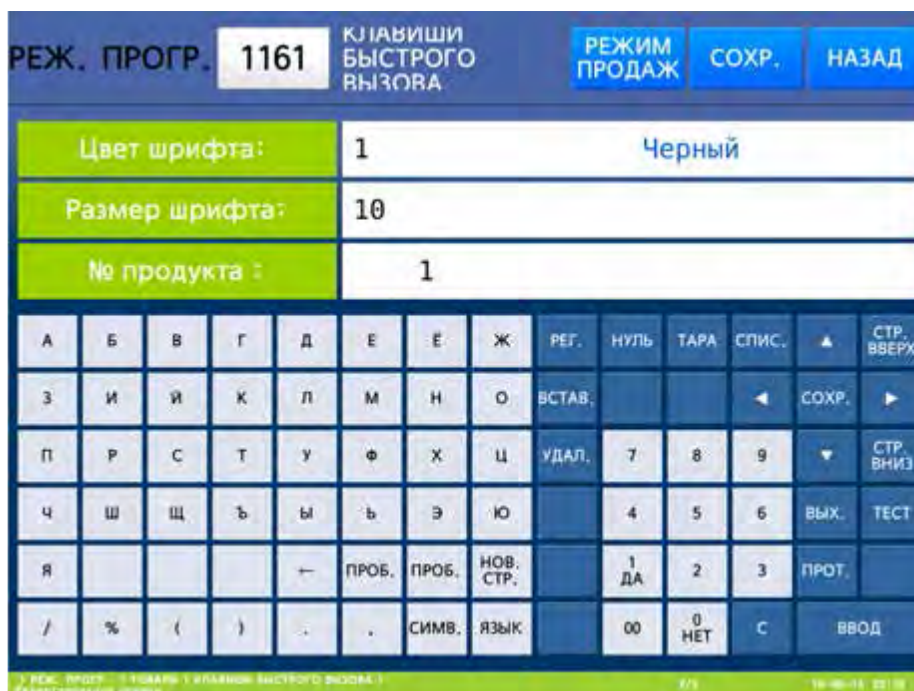 РЕЖ. ПРОГР. 1161 КЛАВИШИ БЫСТРОГО ВЫЗОВА РЕЖИМ ПРОДАЖ СОХР. НАЗАД
Цвет шрифта: 1 Черный
Размер шрифта: 10
№ продукта : 1
А Б В Г Д Е Ё Ж РЕГ. НУЛЬ ТАРА СПИС. ▲ СТР. ВВЕРХ
З И Й К Л М Н О ВСТАВ. ◀ СОХР. ▶
П Р С Т У Ф Х Ц УДАЛ. 7 8 9 ▼ СТР. ВНИЗ
Ч Ш Щ Ъ Ы Ь Э Ю 4 5 6 ВЫХ. ТЕСТ
Я ← ПРОБ. ПРОБ. НОВ. СТР. 1 ДА 2 3 ПРОТ.
/ % ( ) СИМВ. ЯЗЫК 00 0 НЕТ C ВВОД